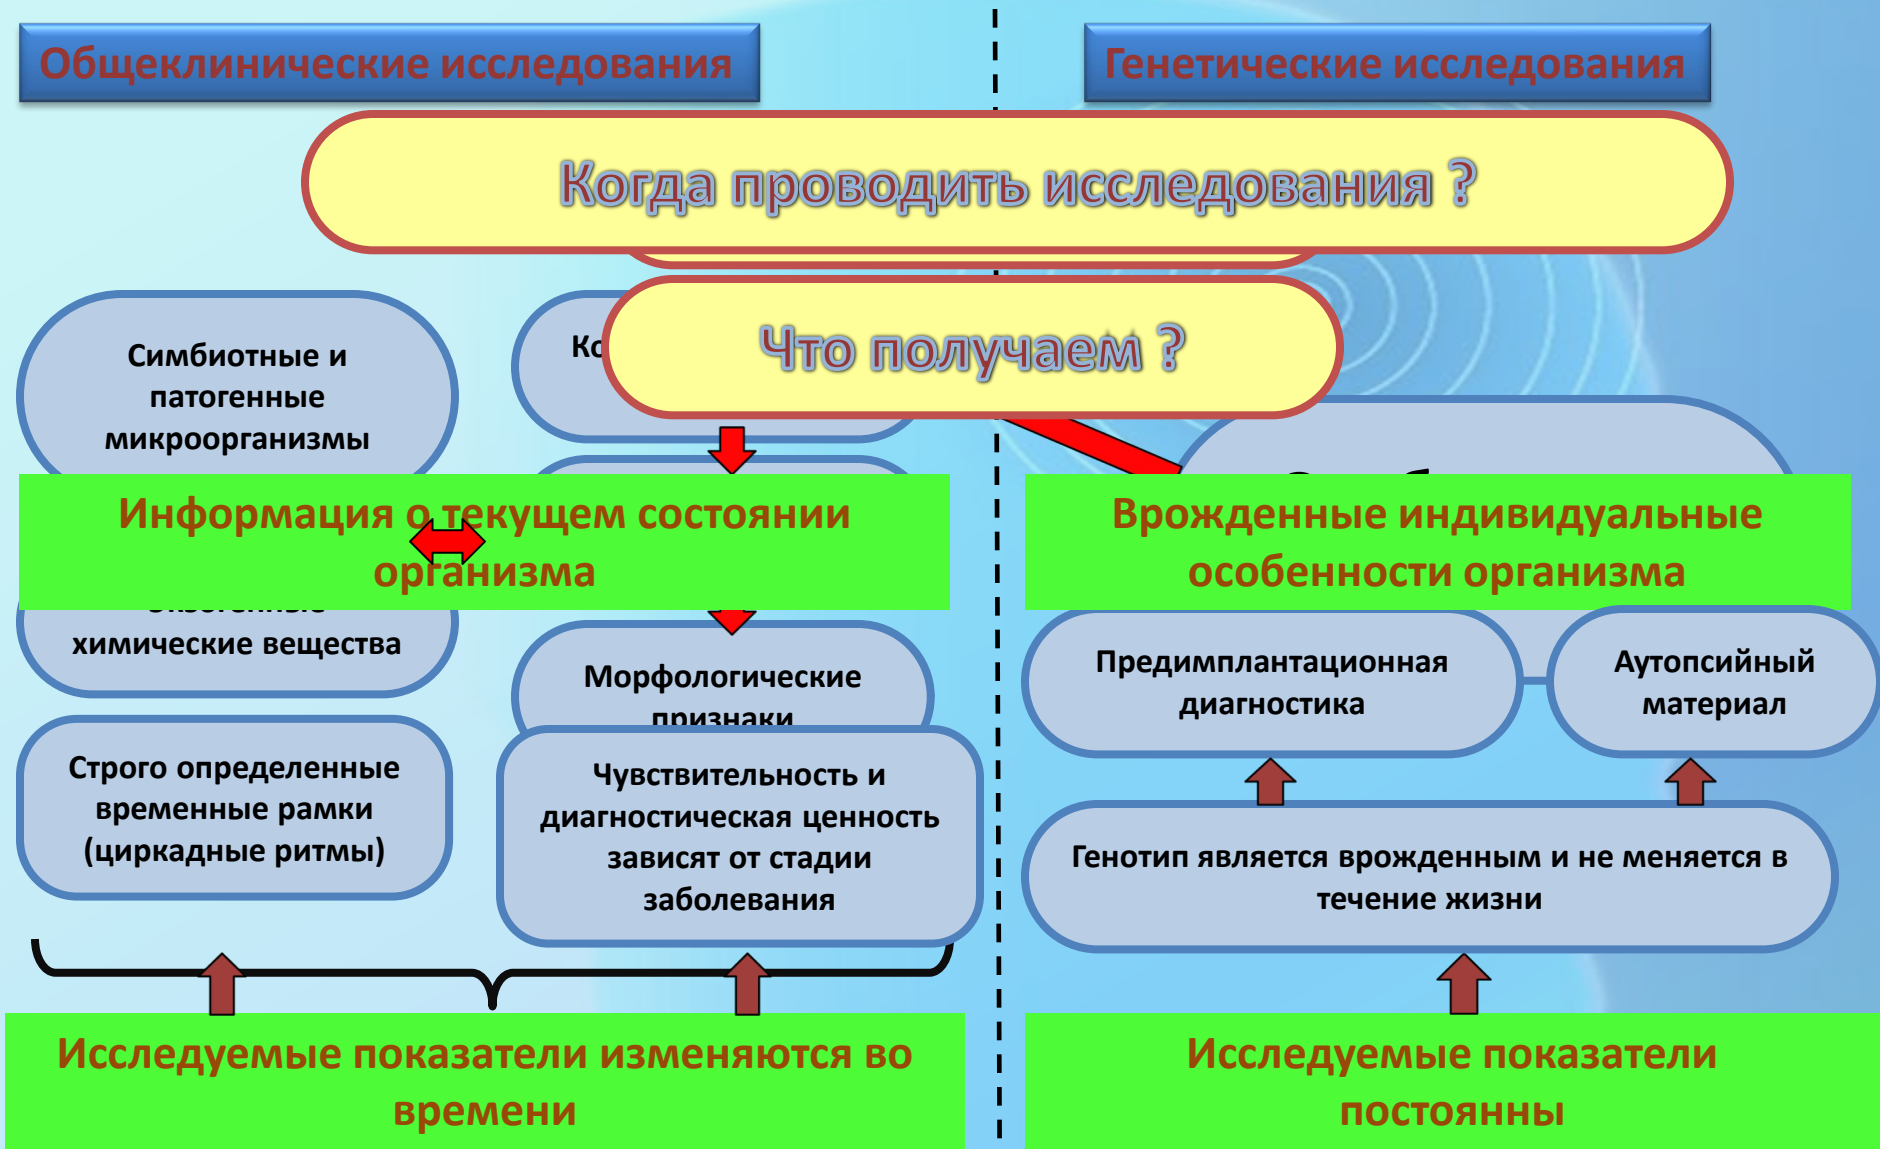 Общеклинические исследования
Генетические исследования
Когда проводить исследования ?
Что получаем ?
Симбиотные и
патогенные
микроорганизмы
Информация о текущем состоянии
организма
химические вещества
Морфологические
признаки
Строго определенные
временные рамки
(циркадные ритмы)
Чувствительность и
диагностическая ценность
зависят от стадии
заболевания
Исследуемые показатели изменяются во
времени
Врожденные индивидуальные
особенности организма
Предимплантационная
диагностика
Аутопсийный
материал
Генотип является врожденным и не меняется в
течение жизни
Исследуемые показатели
постоянны